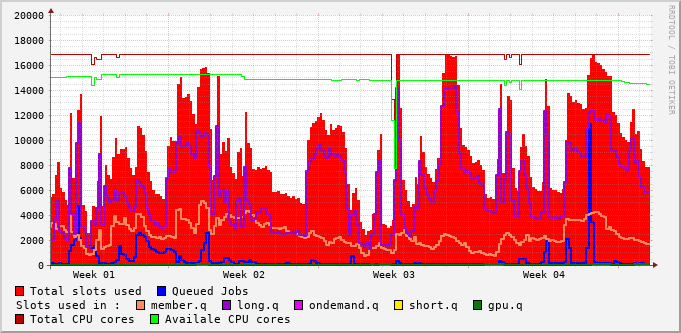 20000
18000
16000
14000
12000
10000
8000
6000
4000
2000
0
Week 01 Week 02 Week 03 Week 04
RRDTOOL / TOBI OETIKER
Total slots used Queued Jobs
Slots used in : member.q long.q ondemand.q short.q gpu.q
Total CPU cores Availale CPU cores